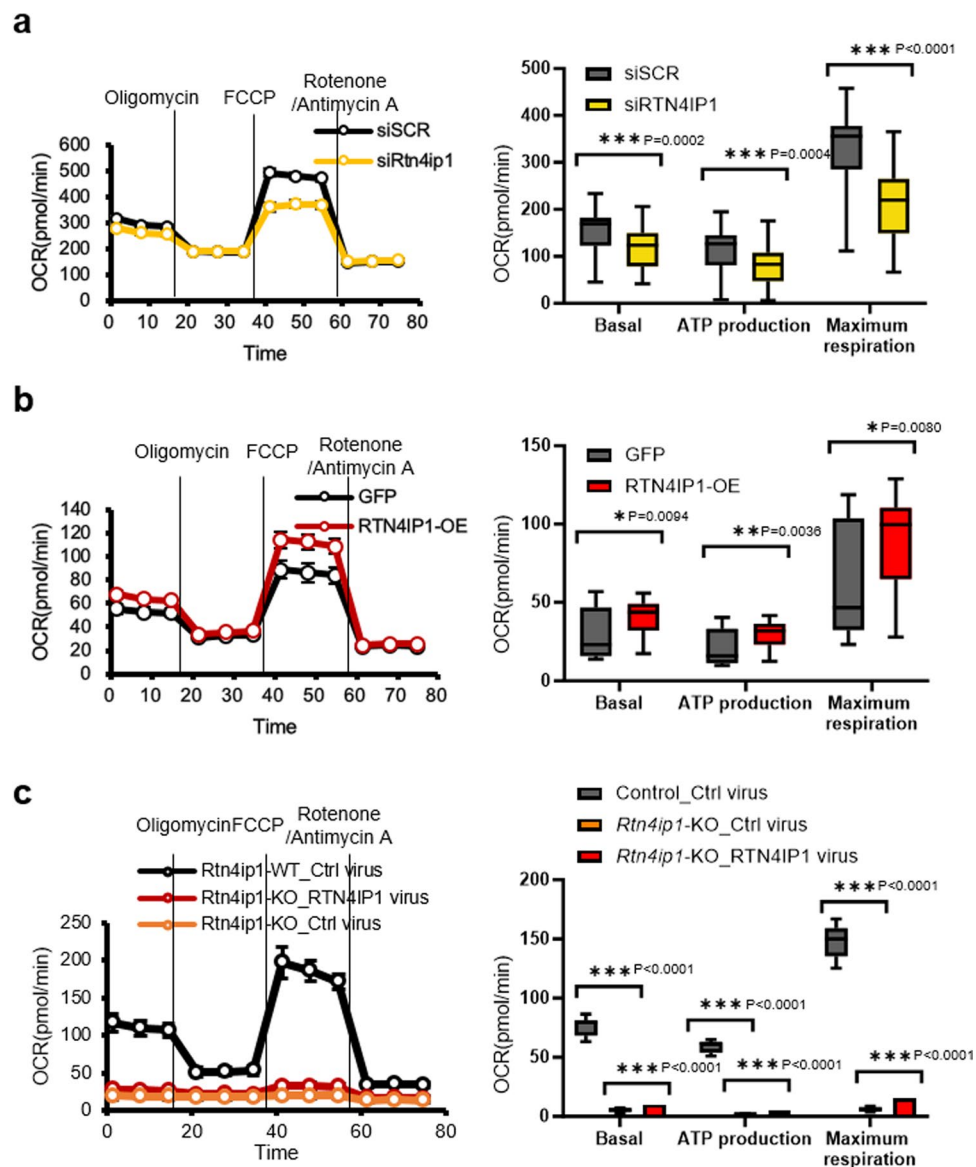 a
Oligomycin
FCCP
Rotenone
/Antimycin A
siSCR
siRtn4ip1
OCR(pmol/min)
600
500
400
300
200
100
0
0 10 20 30 40 50 60 70 80
Time
siSCR
siRTN4IP1
*** P<0.0001
*** P=0.0002
*** P=0.0004
OCR(pmol/min)
500
400
300
200
100
0
Basal
ATP production
Maximum
respiration
b
Oligomycin
FCCP
Rotenone
/Antimycin A
GFP
RTN4IP1-OE
OCR(pmol/min)
140
120
100
80
60
40
20
0
0 10 20 30 40 50 60 70 80
Time
GFP
RTN4IP1-OE
* P=0.0080
* P=0.0094
** P=0.0036
OCR(pmol/min)
150
100
50
0
Basal
ATP production
Maximum
respiration
c
Oligomycin
FCCP
Rotenone
/Antimycin A
Rtn4ip1-WT_Ctrl virus
Rtn4ip1-KO_RTN4IP1 virus
Rtn4ip1-KO_Ctrl virus
OCR(pmol/min)
250
200
150
100
50
0
0 20 40 60 80
Time
Control_Ctrl virus
Rtn4ip1-KO_Ctrl virus
Rtn4ip1-KO_RTN4IP1 virus
*** P<0.0001
*** P<0.0001
*** P<0.0001
*** P<0.0001
*** P<0.0001
*** P<0.0001
OCR(pmol/min)
200
150
100
50
0
Basal
ATP production
Maximum
respiration